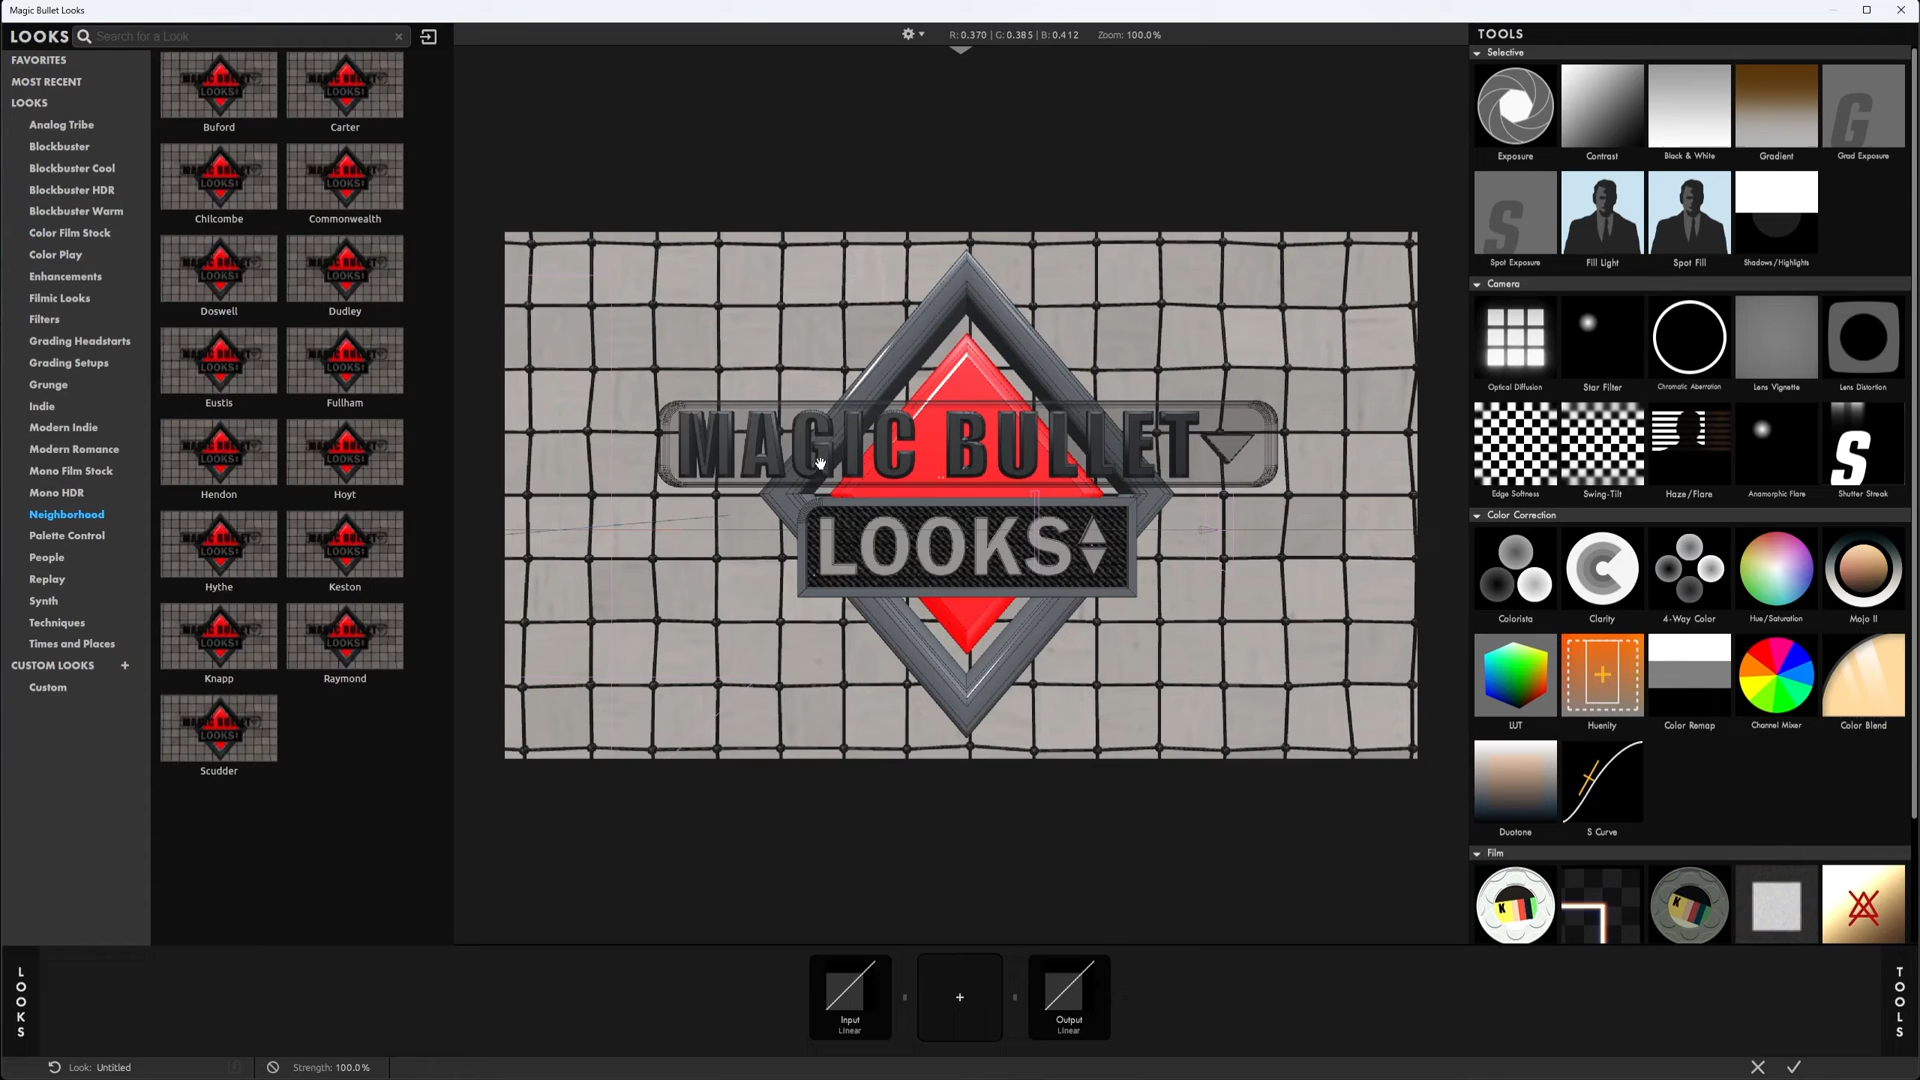 Magic Bullet Looks
LOOKS
Search for a Look
FAVORITES
MOST RECENT
LOOKS
Analog Tribe
Blockbuster
Blockbuster Cool
Blockbuster HDR
Blockbuster Warm
Color Film Stock
Color Play
Enhancements
Filmic Looks
Filters
Grading Headstarts
Grading Setups
Grunge
Indie
Modern Indie
Modern Romance
Mono Film Stock
Mono HDR
Neighborhood
Palette Control
People
Replay
Synth
Techniques
Times and Places
CUSTOM LOOKS +
Custom
Buford Carter
Chilcombe Commonwealth
Doswell Dudley
Eustis Fullham
Hendon Hoyt
Hythe Keston
Knapp Raymond
Scudder
R: 0.370 | G: 0.385 | B: 0.412 Zoom: 100.0%
MAGIC BULLET
LOOKS
TOOLS
Selective
Exposure Contrast Black & White Gradient Grad Exposure
Spot Exposure Fill Light Spot Fill Shadows/Highlights
Camera
Optical Diffusion Star Filter Chromatic Aberration Lens Vignette Lens Distortion
Edge Softness Swing-Tilt Haze/Flare Anamorphic Flare Shutter Streak
Color Correction
Colorista Clarity 4-Way Color Hue/Saturation Mojo II
LUT Huenity Color Remap Channel Mixer Color Blend
Duotone S Curve
Film
LOOKS
Input
Linear
+
Output
Linear
TOOLS
Look: Untitled
Strength: 100.0%